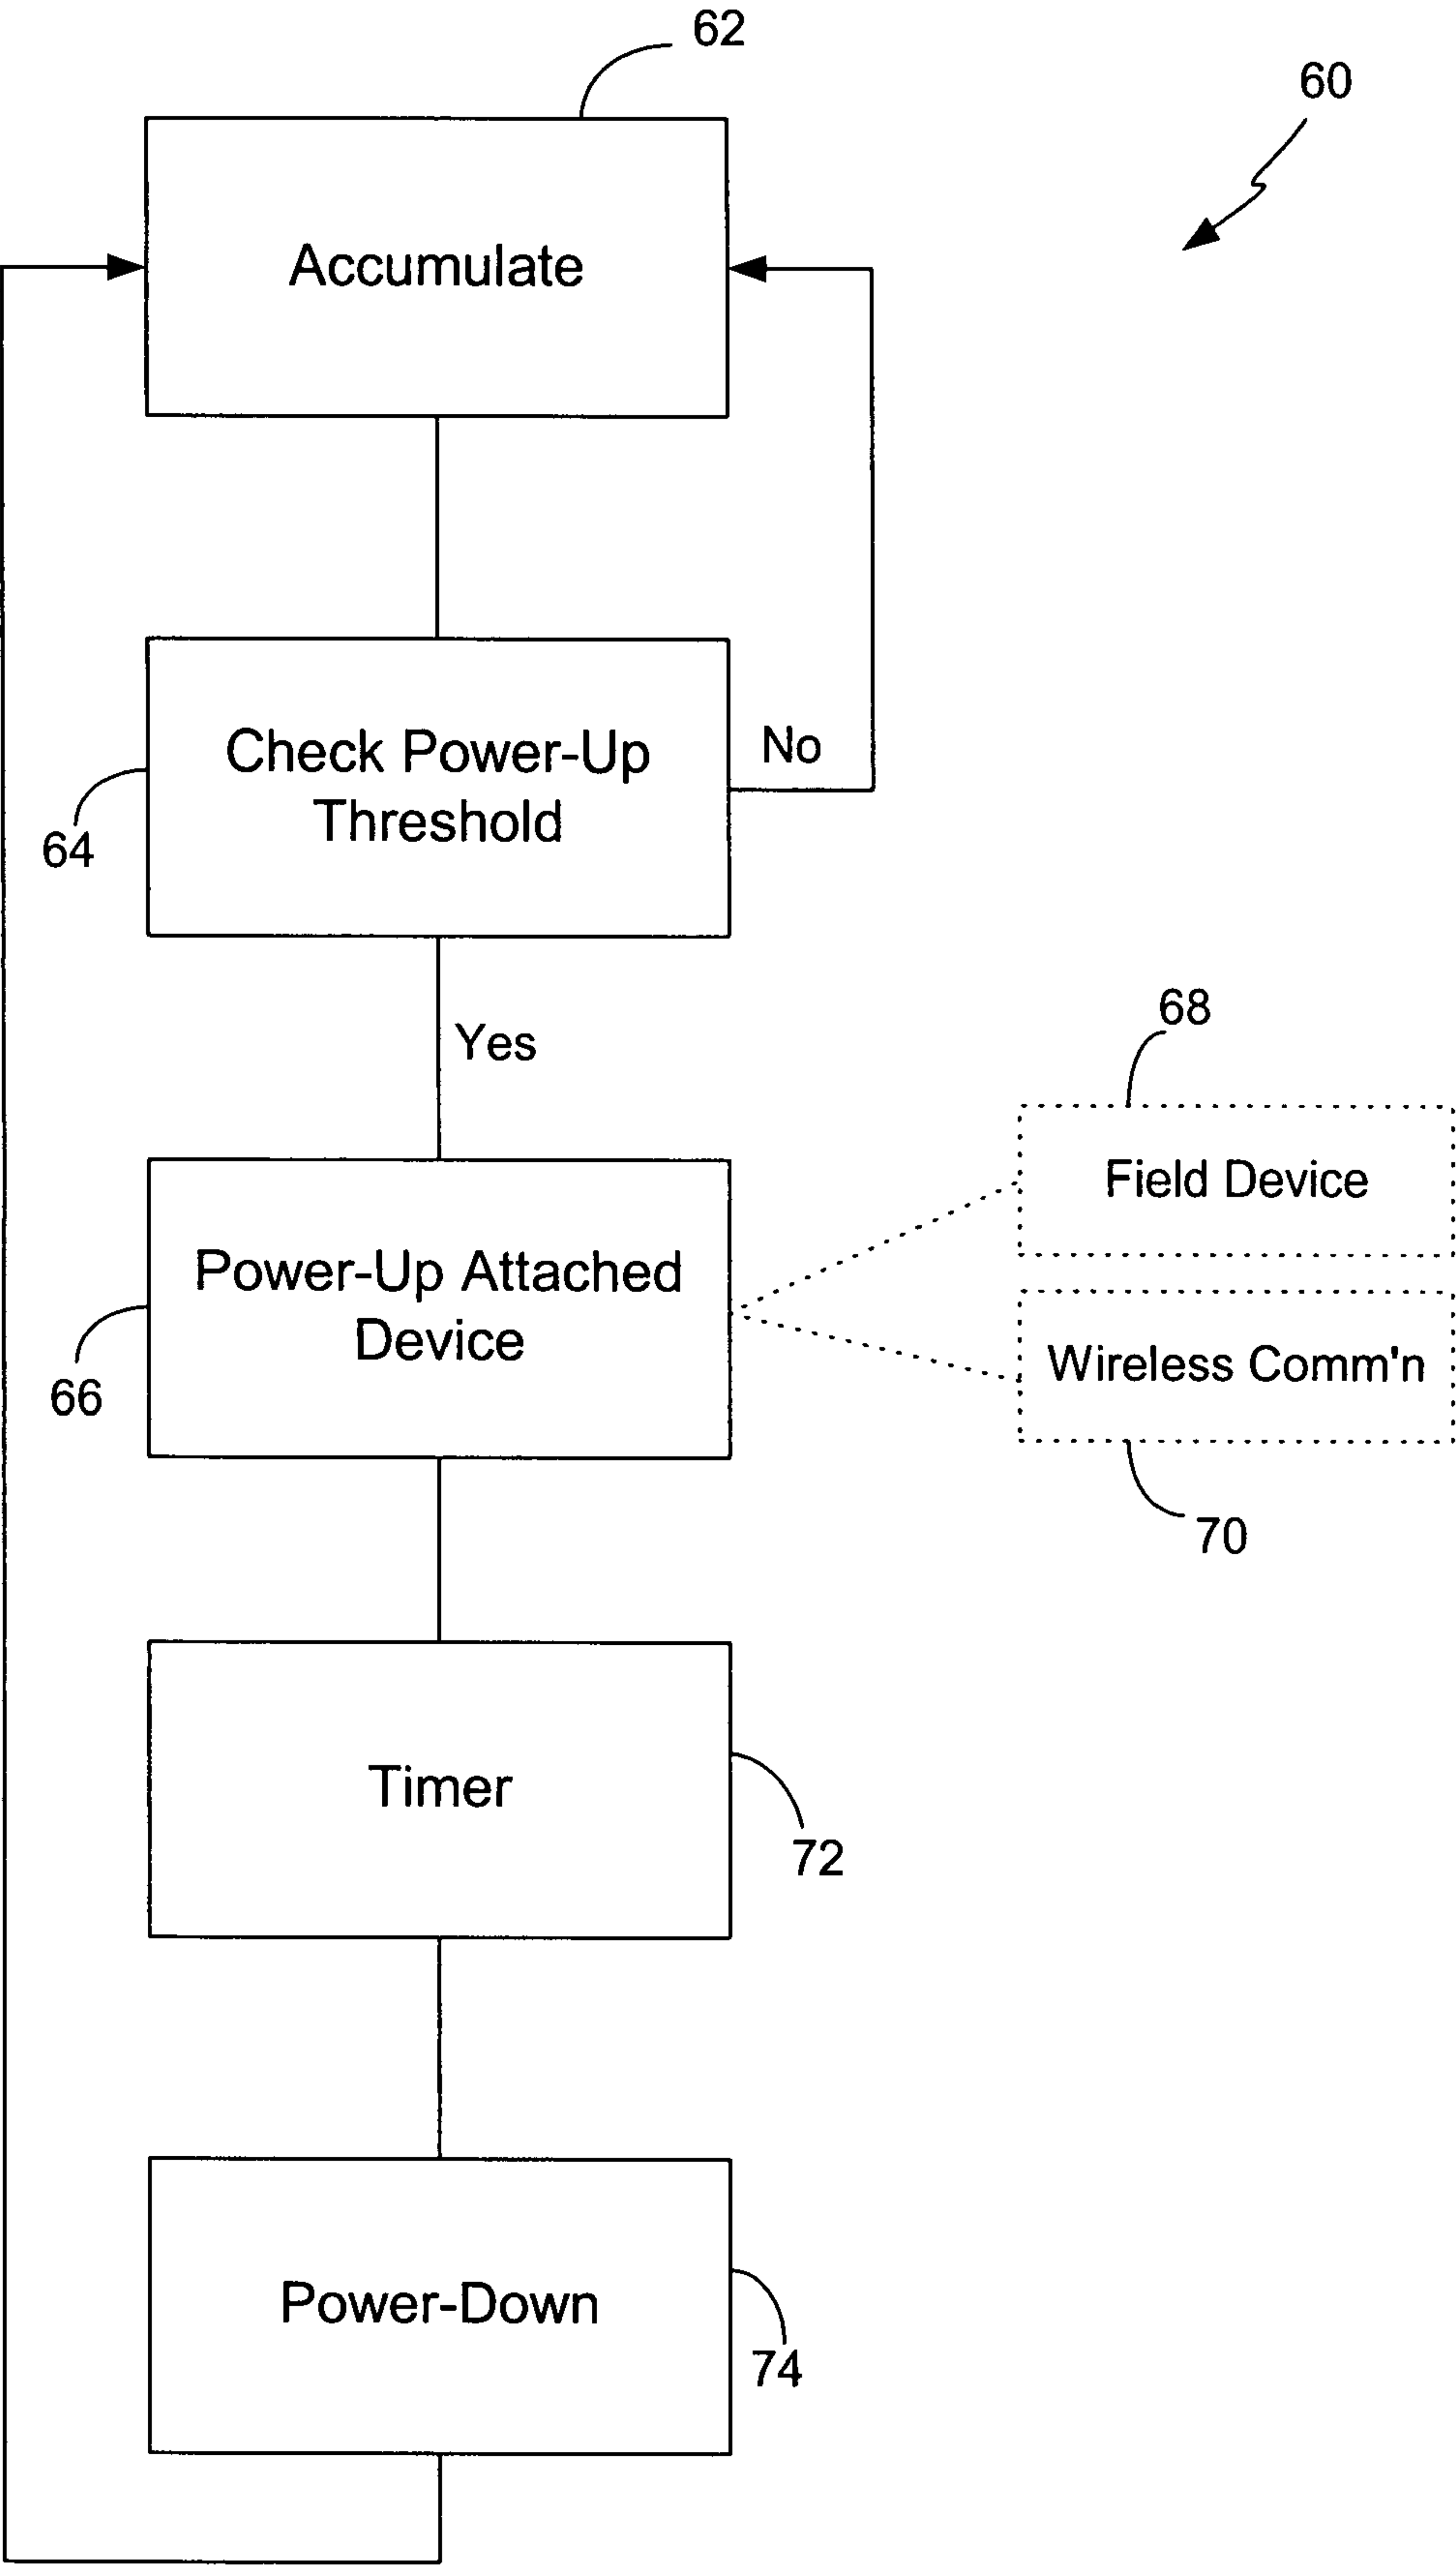 62
60
Accumulate
Check Power-Up
Threshold
No
64
Yes
68
Field Device
Power-Up Attached
Device
Wireless Comm'n
66
70
Timer
72
Power-Down
74